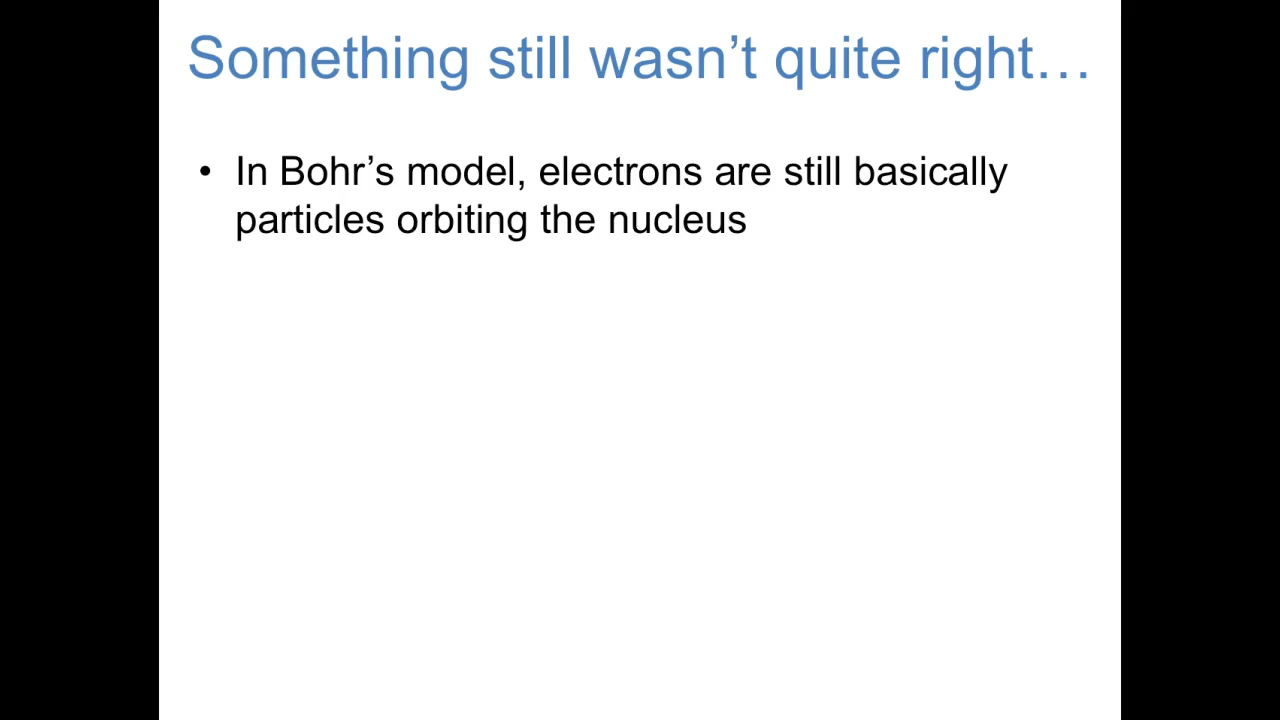 Something still wasn’t quite right…
• In Bohr’s model, electrons are still basically
particles orbiting the nucleus